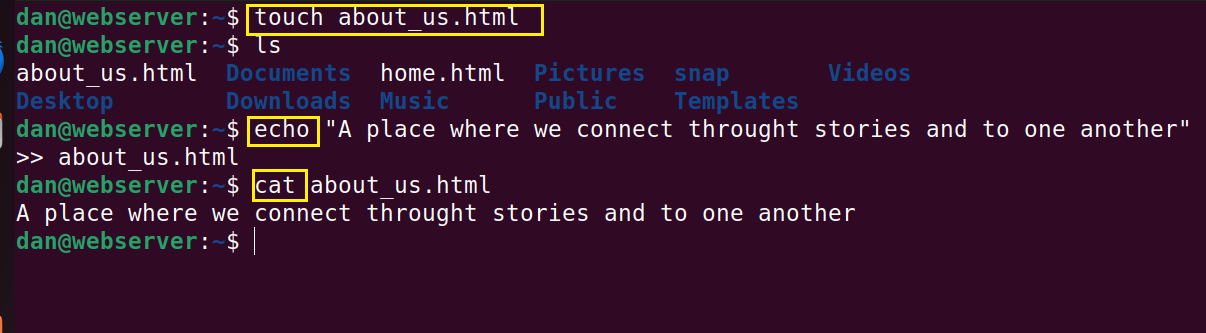 dan@webserver:~$ touch about_us.html
dan@webserver:~$ ls
about_us.html  Documents  home.html  Pictures  snap       Videos
Desktop        Downloads  Music      Public    Templates
dan@webserver:~$ echo "A place where we connect throught stories and to one another"
>> about_us.html
dan@webserver:~$ cat about_us.html
A place where we connect throught stories and to one another
dan@webserver:~$